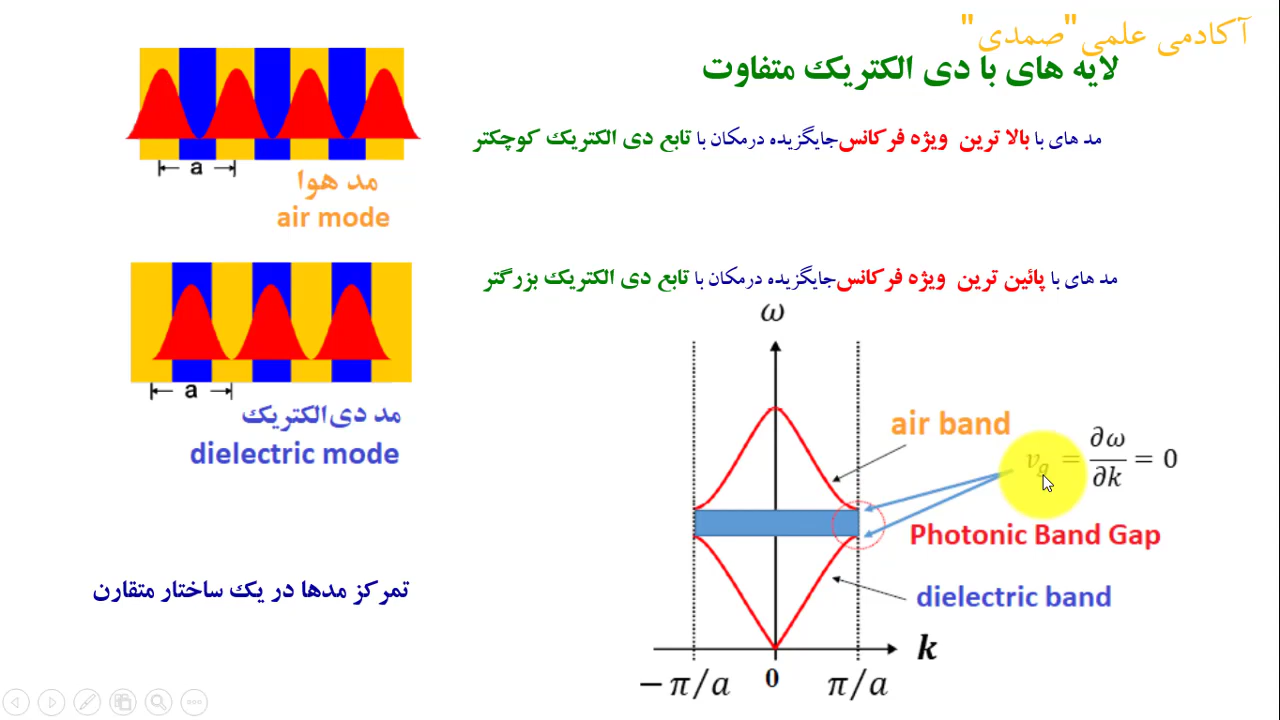 آکادمی علمی"صمدی"
لایه های با دی الکتریک متفاوت
مد های با بالا ترین ویژه فرکانس جایگزیده درمکان با تابع دی الکتریک کوچکتر
a
مد هوا
air mode
مد های با پائین ترین ویژه فرکانس جایگزیده درمکان با تابع دی الکتریک بزرگتر
a
مد دی الکتریک
dielectric mode
ω
air band
v_g = ∂ω/∂k = 0
Photonic Band Gap
dielectric band
k
−π/a 0 π/a
تمرکز مدها در یک ساختار متقارن